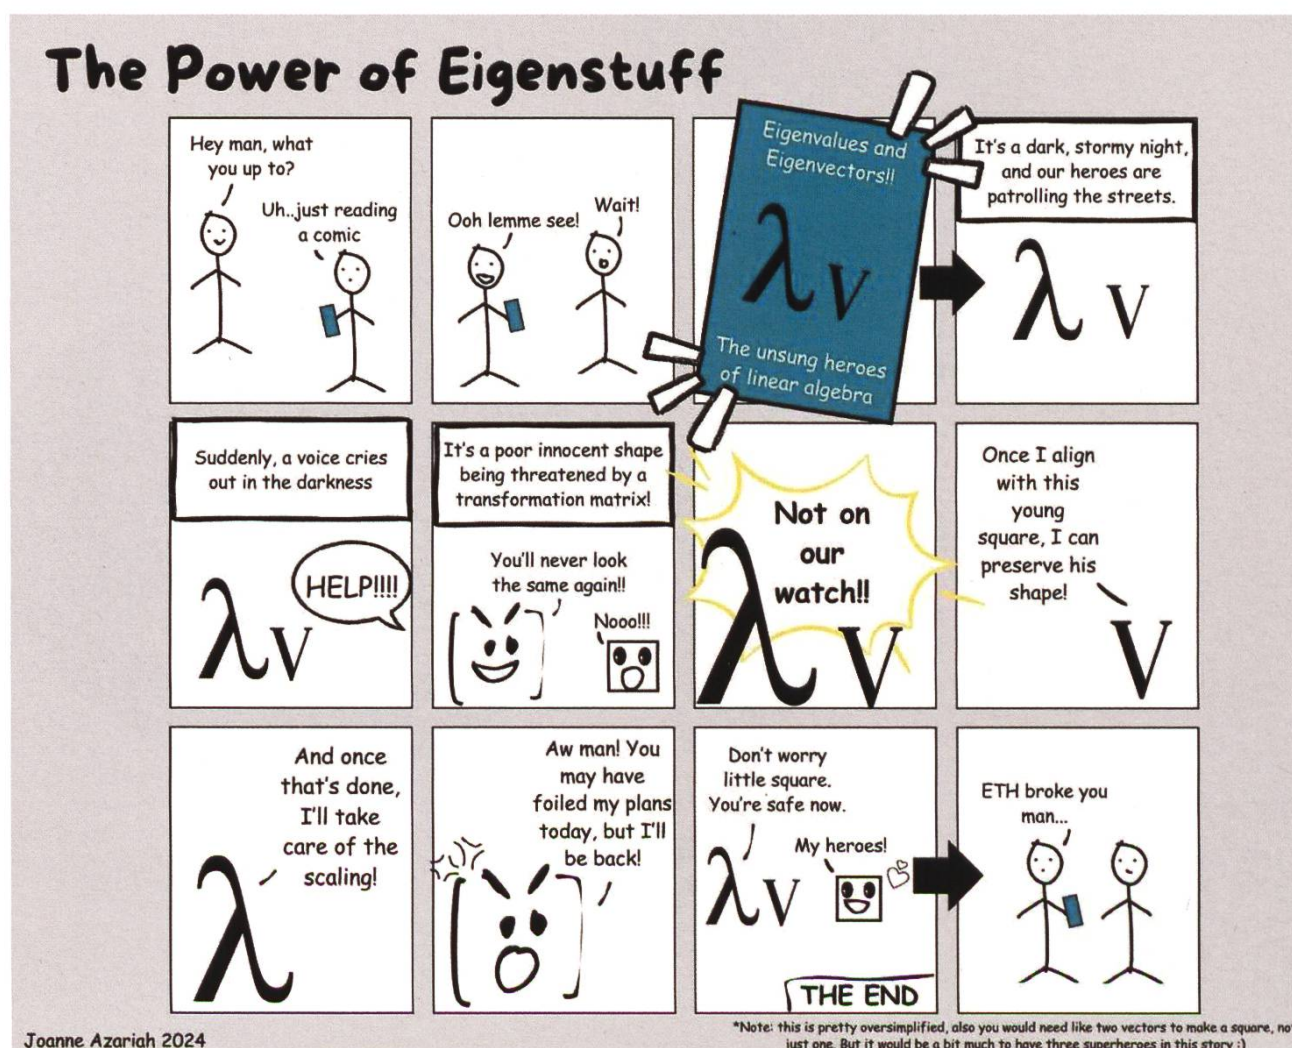 The Power of Eigenstuff
Hey man, what
you up to?
Uh..just reading
a comic
Ooh lemme see!
Wait!
Eigenvalues and
Eigenvectors!!
λ v
The unsung heroes
of linear algebra
It's a dark, stormy night,
and our heroes are
patrolling the streets.
λ v
Suddenly, a voice cries
out in the darkness
HELP!!!!
λ v
It's a poor innocent shape
being threatened by a
transformation matrix!
You'll never look
the same again!!
Nooo!!!
Not on
our
watch!!
λ v
Once I align
with this
young
square, I can
preserve his
shape!
v
And once
that's done,
I'll take
care of the
scaling!
λ
Aw man! You
may have
foiled my plans
today, but I'll
be back!
Don't worry
little square.
You're safe now.
My heroes!
λ v
THE END
ETH broke you
man...
Joanne Azariah 2024
*Note: this is pretty oversimplified, also you would need like two vectors to make a square, no
just one. But it would be a bit much to have three superheroes in this story :)